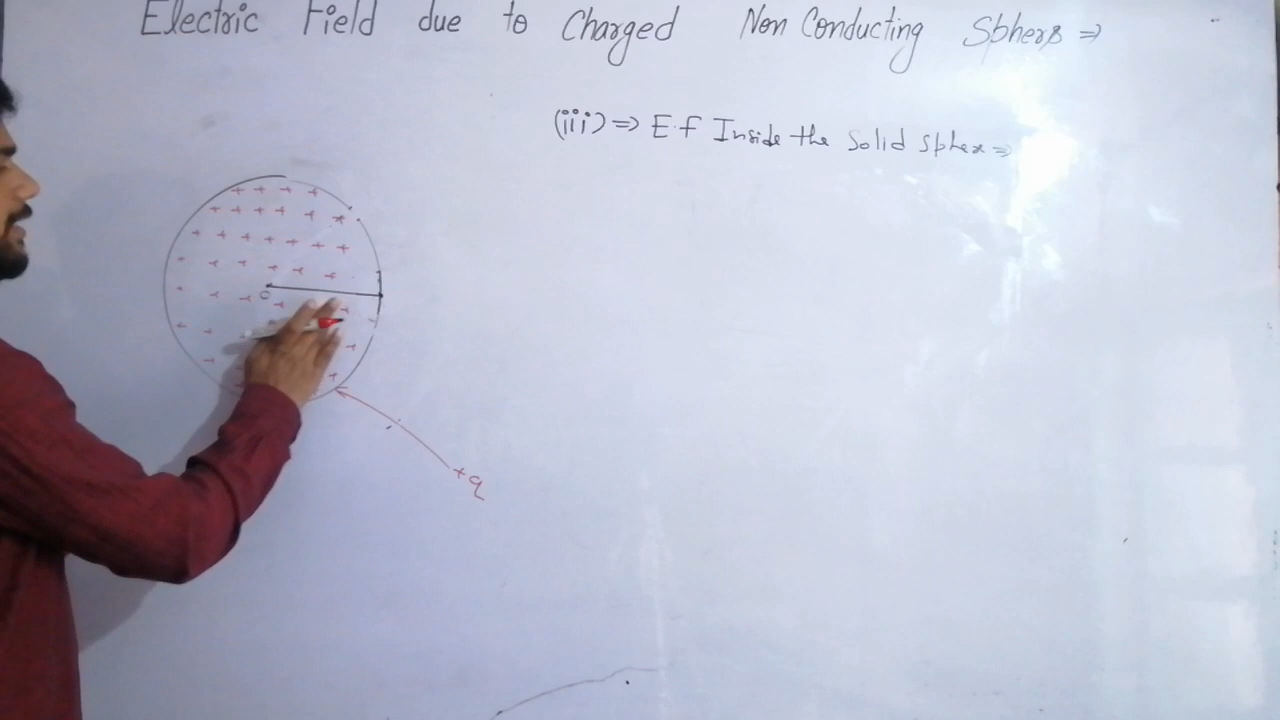 Electric Field due to Charged Non Conducting Sphere ⇒
(iii) ⇒ E.f Inside the Solid Sphere ⇒
O
+q